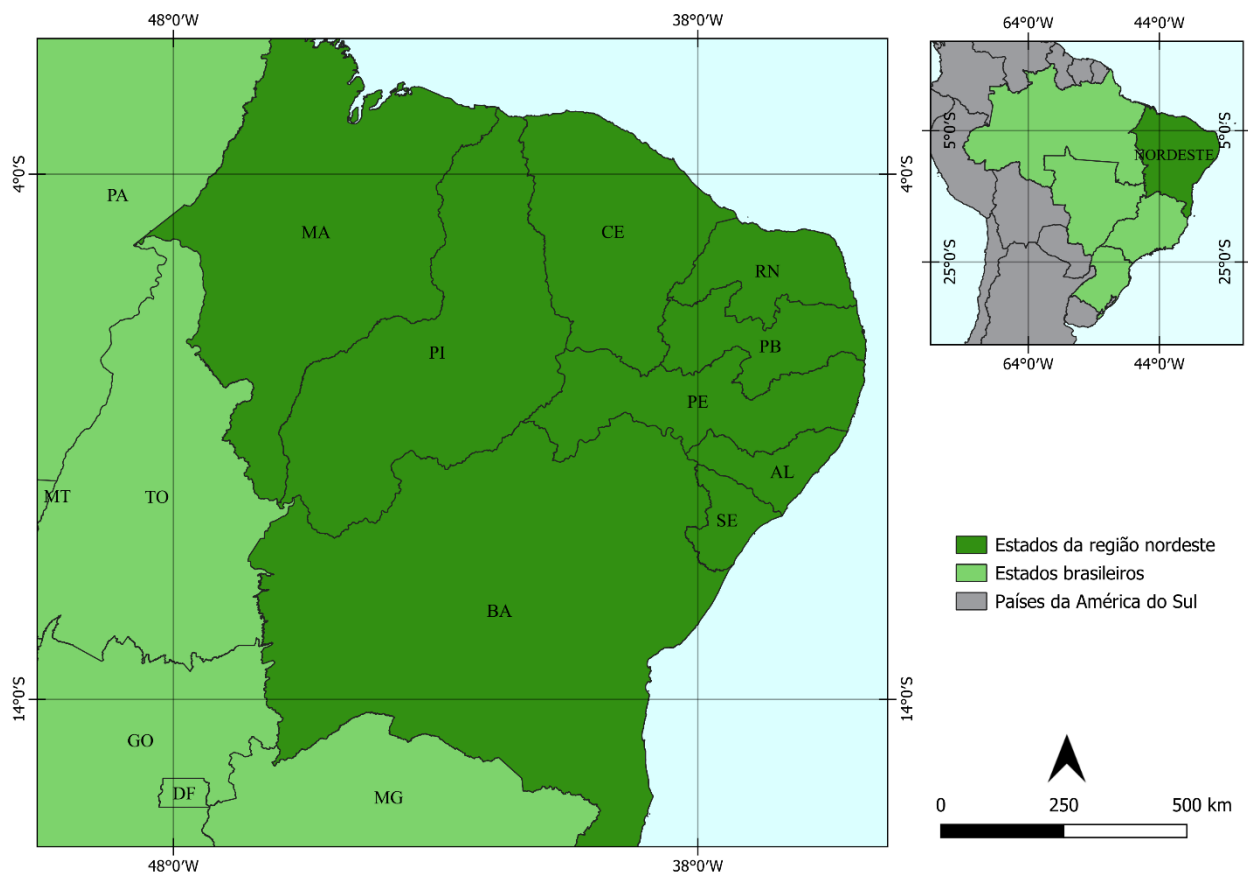 48°0'W 38°0'W
4°0'S 4°0'S
PA
MA
CE
RN
PI
PB
PE
AL
MT
TO
SE
BA
14°0'S 14°0'S
GO
DF
MG
48°0'W 38°0'W
64°0'W 44°0'W
5°0'S 5°0'S
NORDESTE
25°0'S 25°0'S
64°0'W 44°0'W
Estados da região nordeste
Estados brasileiros
Países da América do Sul
0 250 500 km